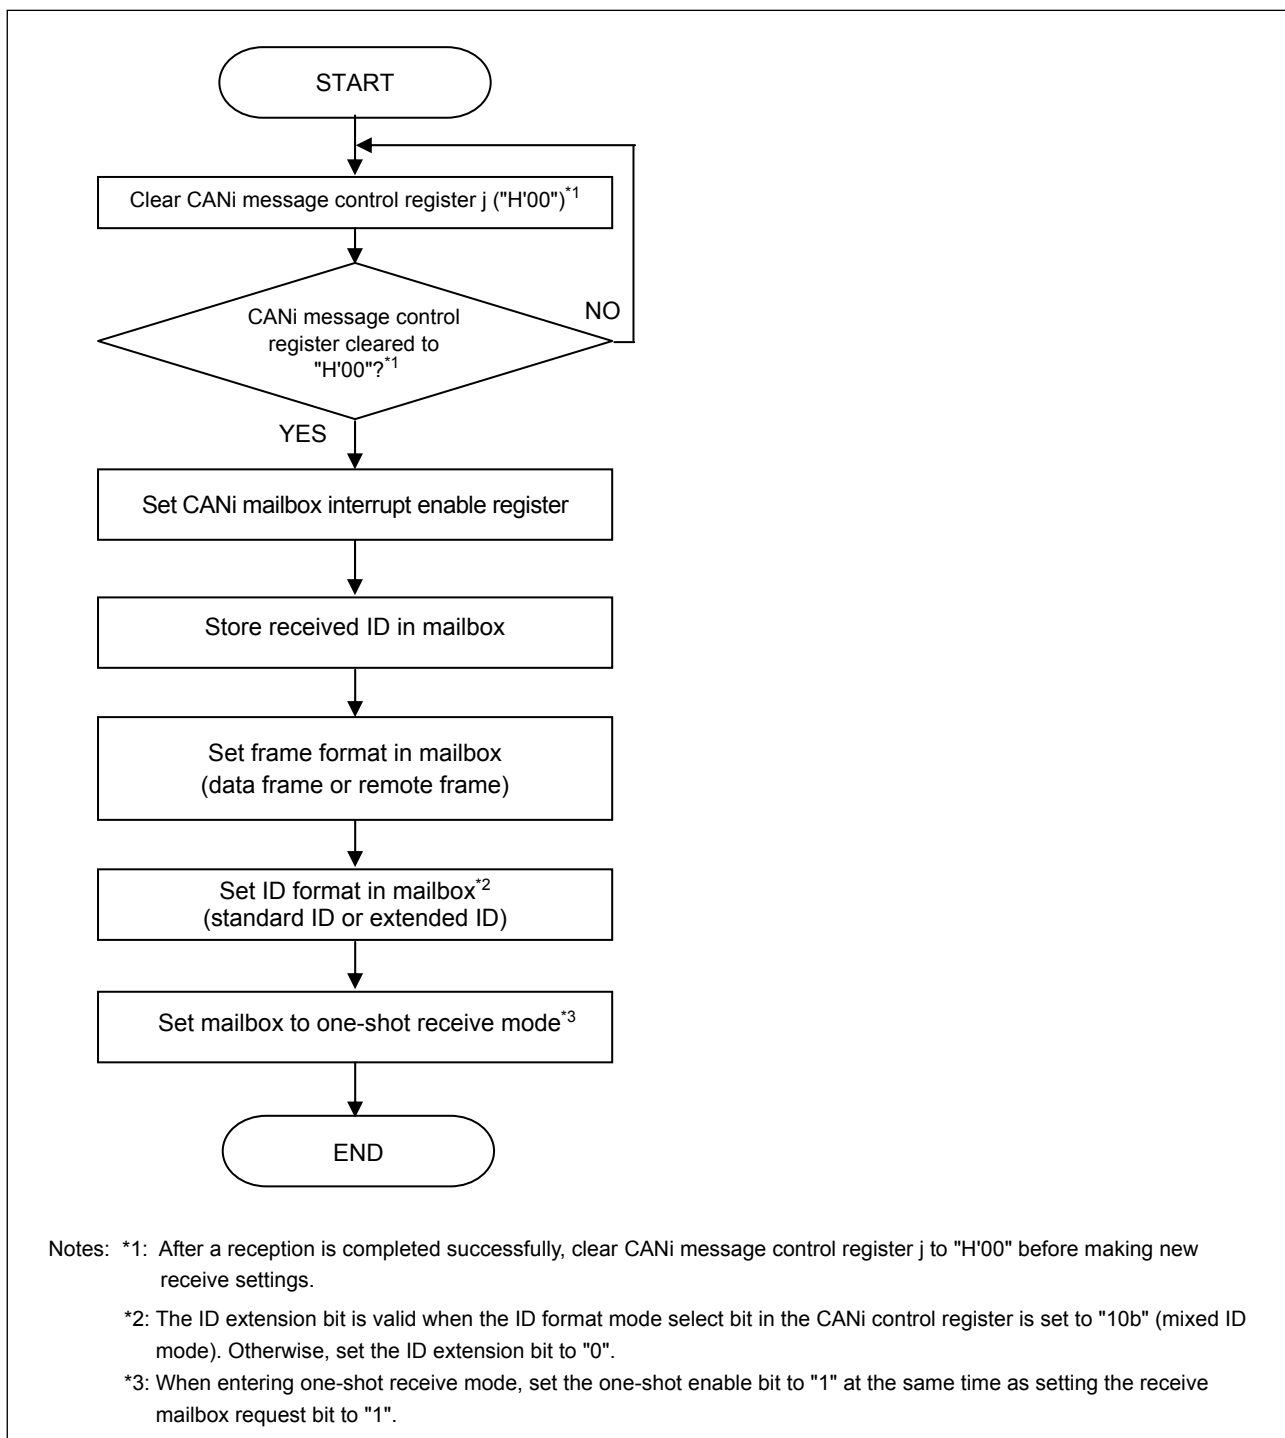 START
Clear CANi message control register j ("H'00")*1
CANi message control
register cleared to
"H'00"?*1
NO
YES
Set CANi mailbox interrupt enable register
Store received ID in mailbox
Set frame format in mailbox
(data frame or remote frame)
Set ID format in mailbox*2
(standard ID or extended ID)
Set mailbox to one-shot receive mode*3
END
Notes: *1: After a reception is completed successfully, clear CANi message control register j to "H'00" before making new
receive settings.
*2: The ID extension bit is valid when the ID format mode select bit in the CANi control register is set to "10b" (mixed ID
mode). Otherwise, set the ID extension bit to "0".
*3: When entering one-shot receive mode, set the one-shot enable bit to "1" at the same time as setting the receive
mailbox request bit to "1".